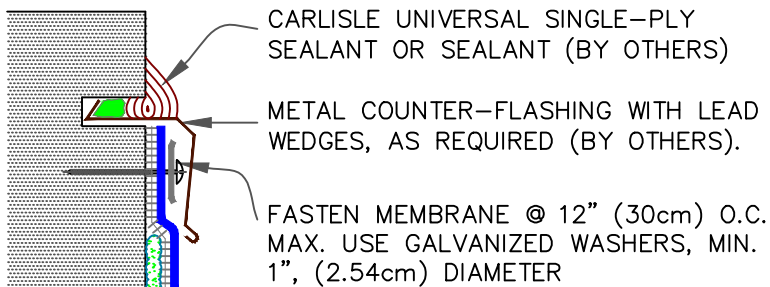 CARLISLE UNIVERSAL SINGLE–PLY
SEALANT OR SEALANT (BY OTHERS)
METAL COUNTER–FLASHING WITH LEAD
WEDGES, AS REQUIRED (BY OTHERS).
FASTEN MEMBRANE @ 12” (30cm) O.C.
MAX. USE GALVANIZED WASHERS, MIN.
1”, (2.54cm) DIAMETER